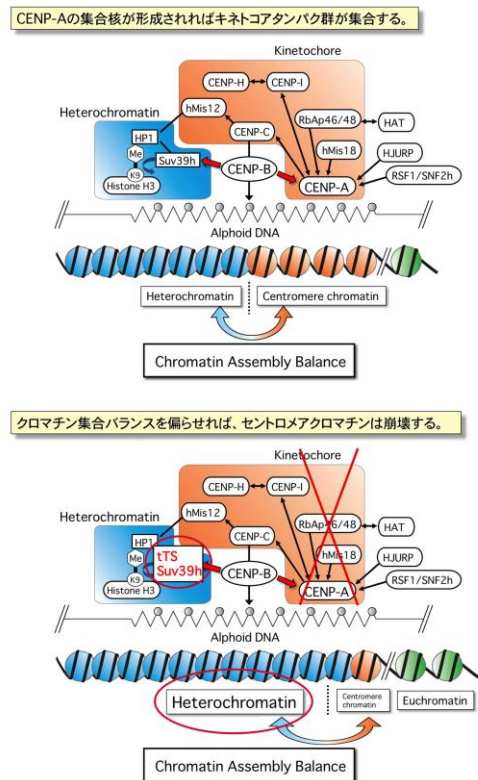 CENP-Aの集合核が形成されればキネトコアタンパク群が集合する。
Kinetochore
CENP-H
CENP-I
Heterochromatin
hMis12
RbAp46/48
HAT
HP1
CENP-C
Me
Suv39h
hMis18
HJURP
K9
CENP-B
CENP-A
RSF1/SNF2h
Histone H3
Alphoid DNA
Heterochromatin
Centromere chromatin
Chromatin Assembly Balance
クロマチン集合バランスを偏らせれば、セントロメアクロマチンは崩壊する。
Kinetochore
CENP-H
CENP-I
Heterochromatin
hMis12
RbAp46/48
HAT
HP1
CENP-C
Me
tTS
Suv39h
hMis18
HJURP
K9
CENP-B
CENP-A
RSF1/SNF2h
Histone H3
Alphoid DNA
Heterochromatin
Centromere
chromatin
Euchromatin
Chromatin Assembly Balance